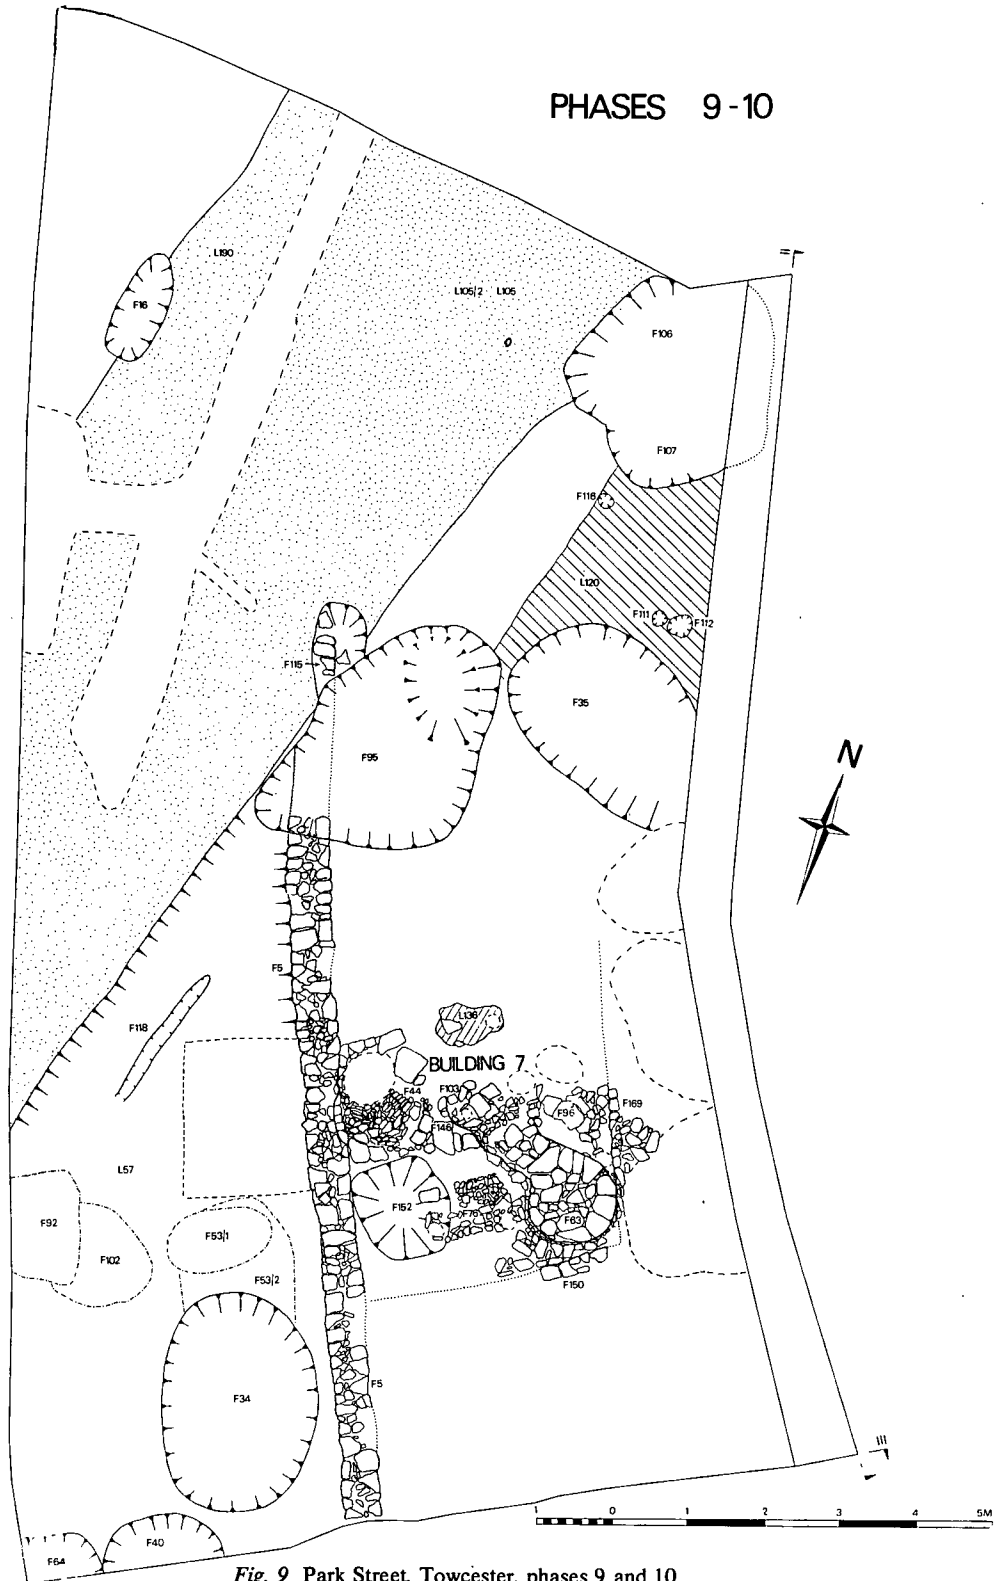 PHASES 9-10
L190
F16
L105/2 L105
F106
F107
F116
L120
F111
F112
F115
F35
F95
N
F5
F118
L136
BUILDING 7
F44
F103
F96
F169
F146
L57
F152
F76
F63
F92
F102
F53/1
F53/2
F150
F34
F5
F40
F64
II
III
1 0 1 2 3 4 5M
Fig. 9 Park Street, Towcester, phases 9 and 10